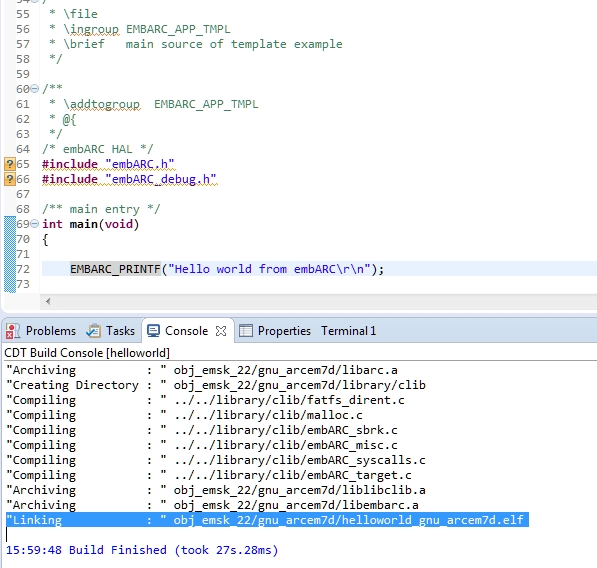 54 /
55 * \file
56 * \ingroup EMBARC_APP_TMPL
57 * \brief main source of template example
58 */
59
60 /**
61 * \addtogroup EMBARC_APP_TMPL
62 * @{
63 */
64 /* embARC HAL */
65 #include "embARC.h"
66 #include "embARC_debug.h"
67
68 /** main entry */
69 int main(void)
70 {
71
72 EMBARC_PRINTF("Hello world from embARC\r\n");
73
Problems Tasks Console Properties Terminal 1
CDT Build Console [helloworld]
"Archiving : " obj_emsk_22/gnu_arcem7d/libarc.a
"Creating Directory : " obj_emsk_22/gnu_arcem7d/library/clib
"Compiling : " ../../library/clib/fatfs_dirent.c
"Compiling : " ../../library/clib/malloc.c
"Compiling : " ../../library/clib/embARC_sbrk.c
"Compiling : " ../../library/clib/embARC_misc.c
"Compiling : " ../../library/clib/embARC_syscalls.c
"Compiling : " ../../library/clib/embARC_target.c
"Archiving : " obj_emsk_22/gnu_arcem7d/liblibclib.a
"Archiving : " obj_emsk_22/gnu_arcem7d/libembarc.a
"Linking : " obj_emsk_22/gnu_arcem7d/helloworld_gnu_arcem7d.elf
15:59:48 Build Finished (took 27s.28ms)